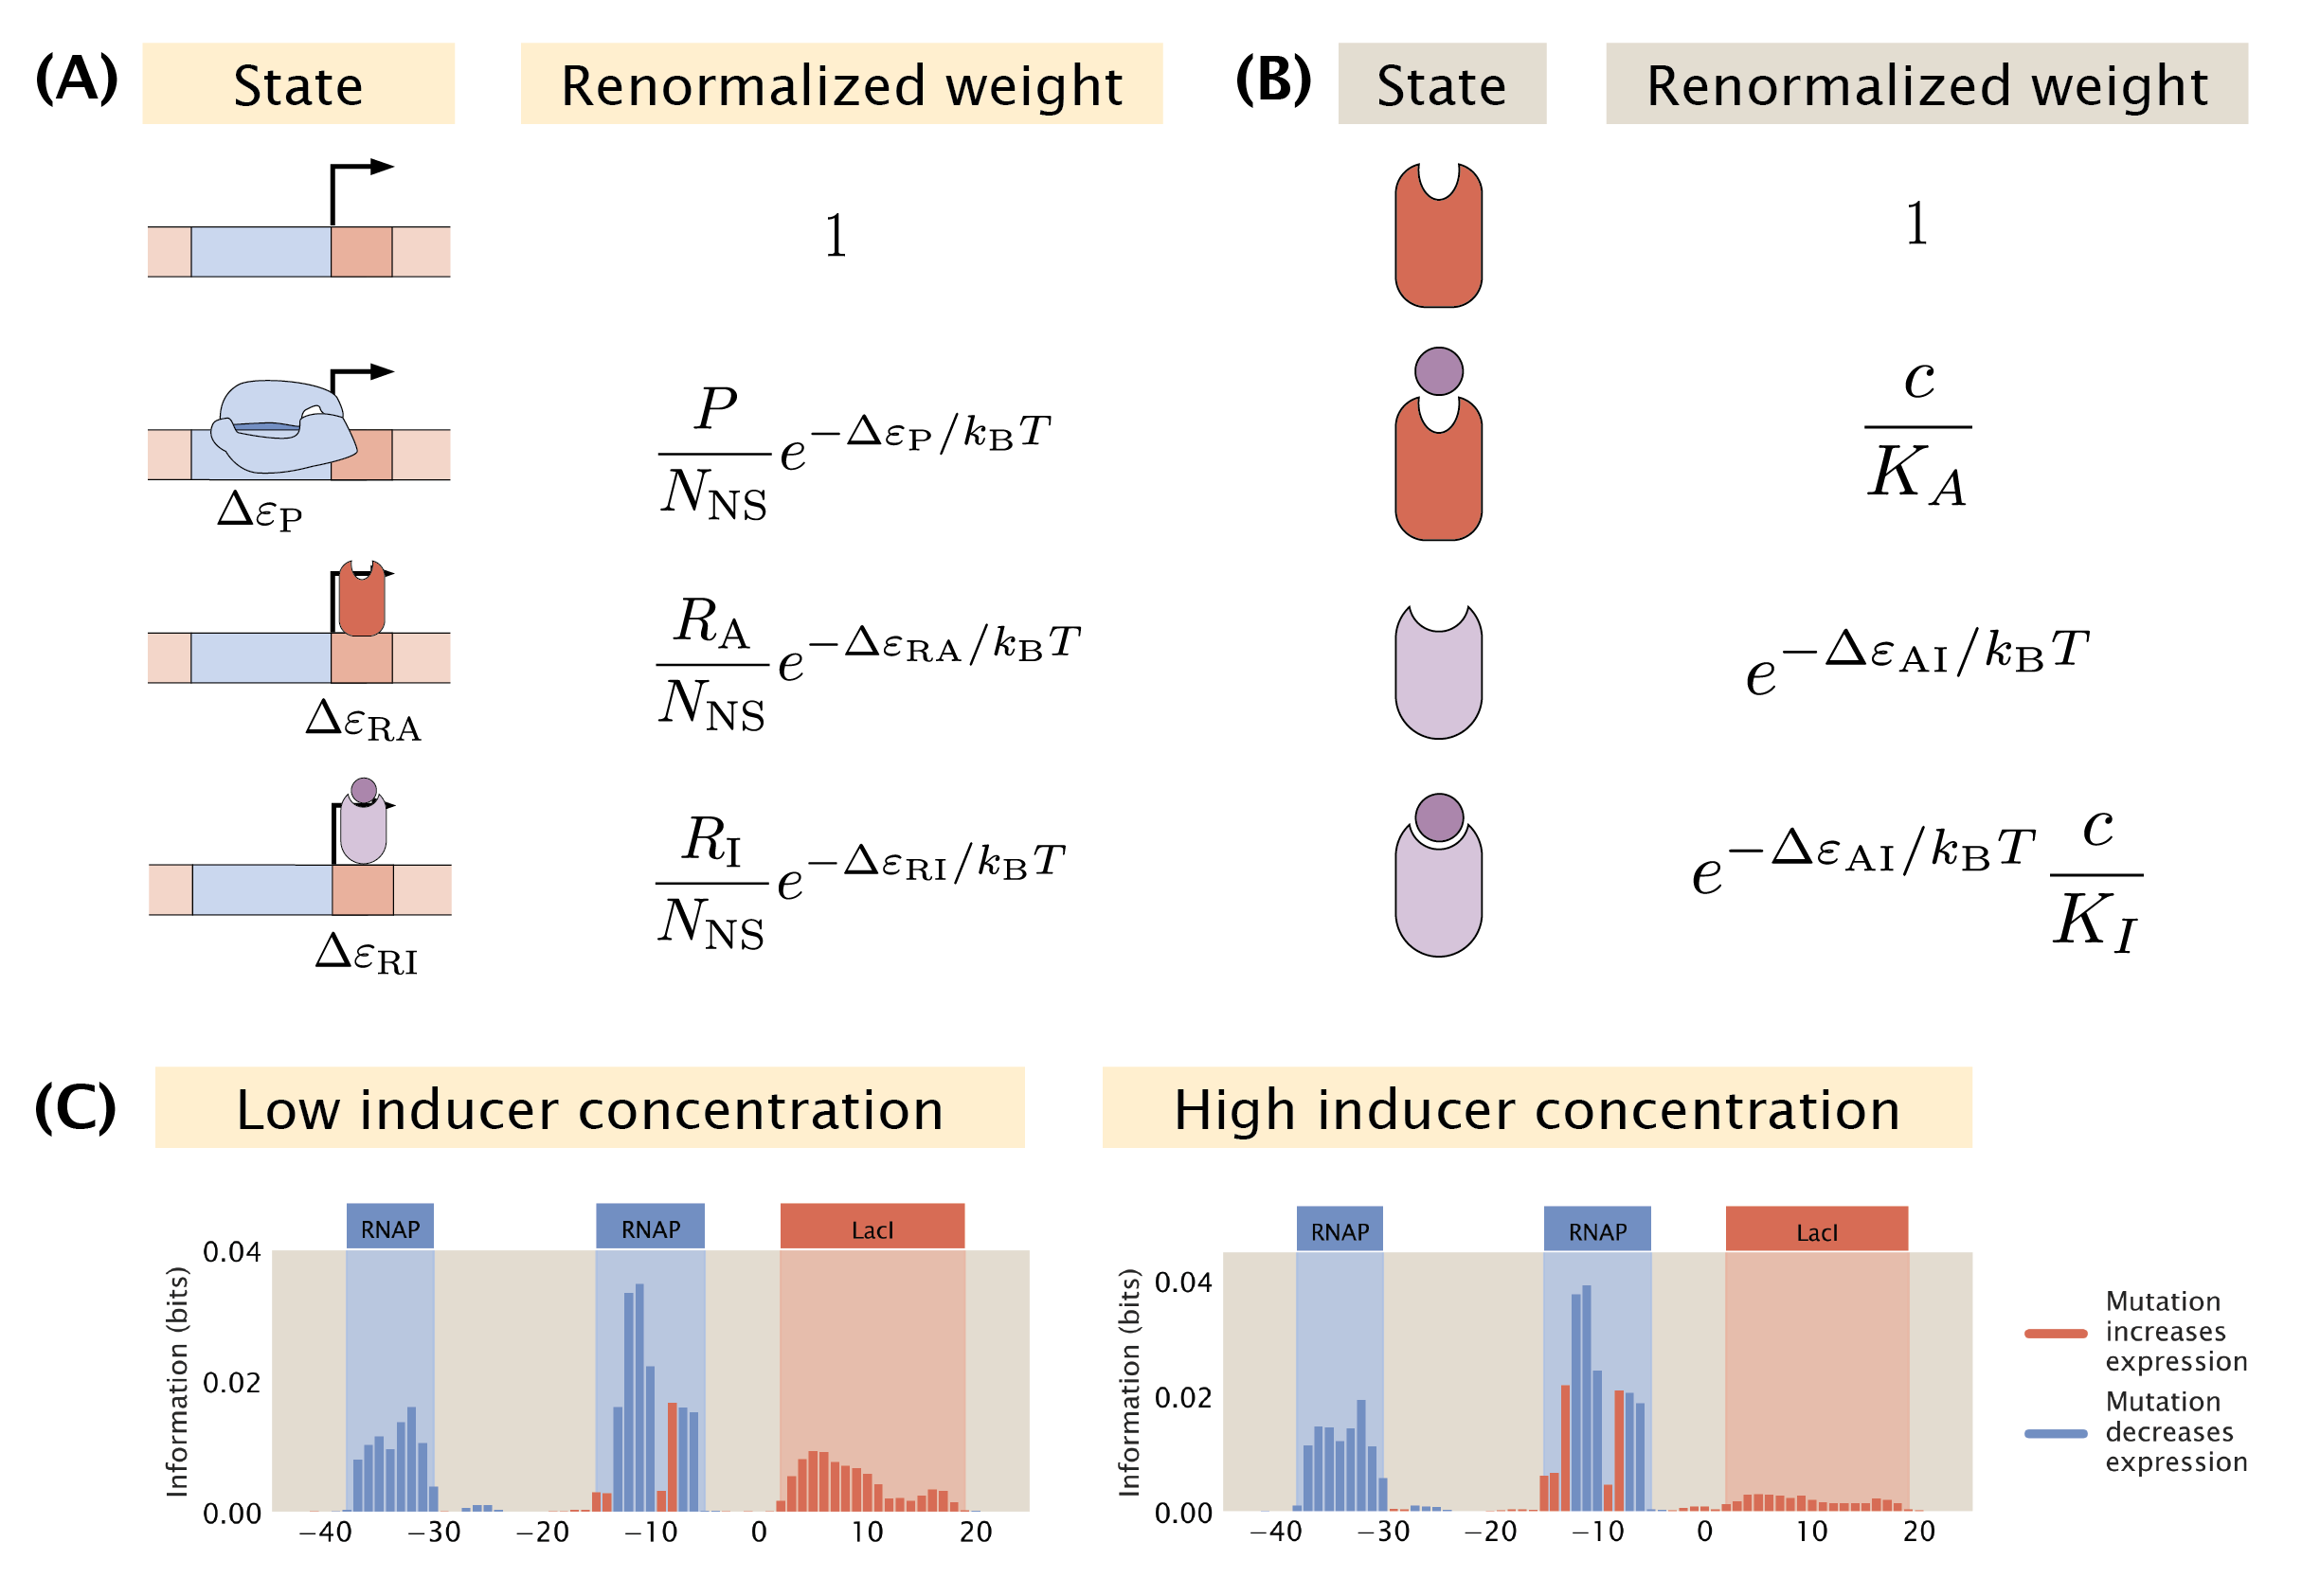 (A) State Renormalized weight
1
ΔεP
P/NNS e^−ΔεP/kBT
ΔεRA
RA/NNS e^−ΔεRA/kBT
ΔεRI
RI/NNS e^−ΔεRI/kBT
(B) State Renormalized weight
1
c/KA
e^−ΔεAI/kBT
e^−ΔεAI/kBT c/KI
(C) Low inducer concentration
RNAP RNAP LacI
Information (bits)
0.04
0.02
0.00
−40 −30 −20 −10 0 10 20
High inducer concentration
RNAP RNAP LacI
Information (bits)
0.04
0.02
0.00
−40 −30 −20 −10 0 10 20
Mutation
increases
expression
Mutation
decreases
expression